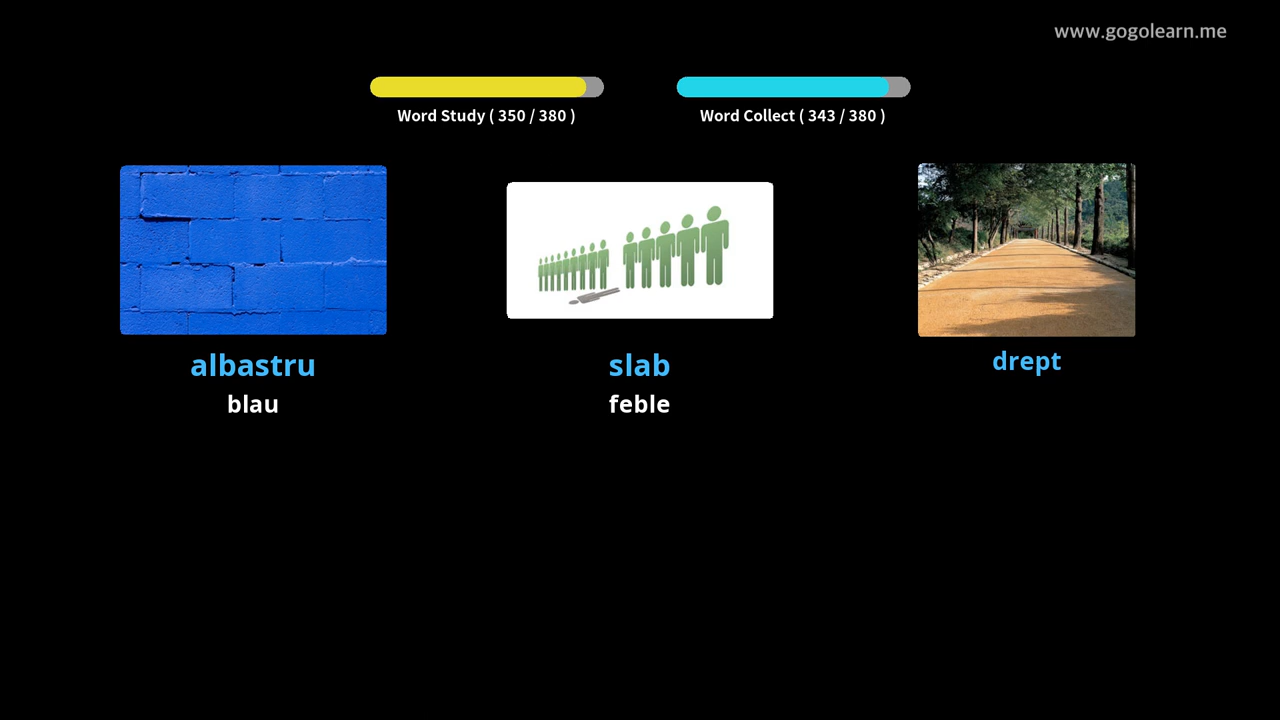 www.gogolearn.me
Word Study ( 350 / 380 )
Word Collect ( 343 / 380 )
albastru
blau
slab
feble
drept